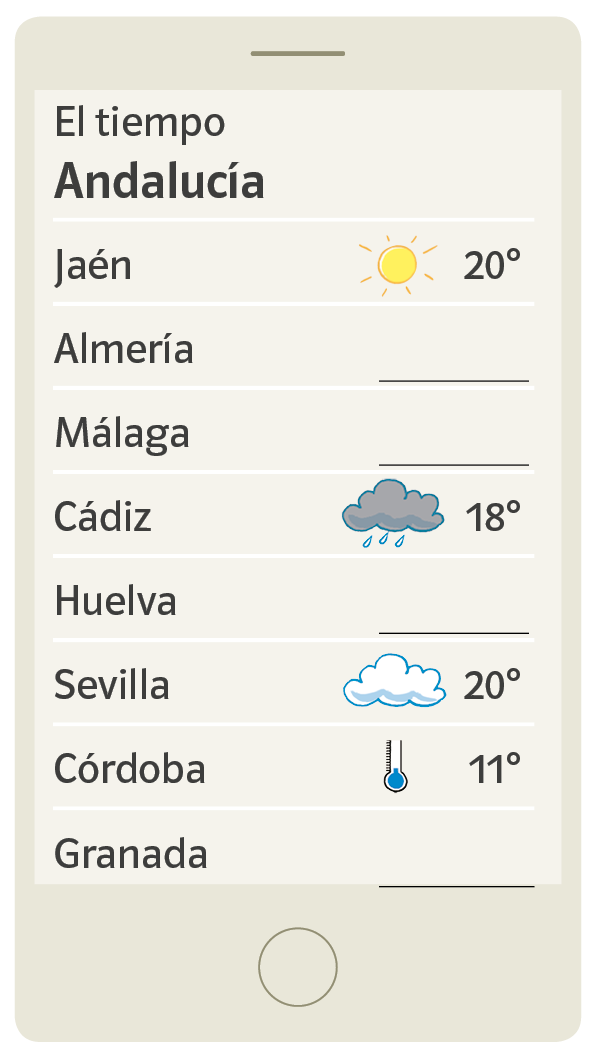 El tiempo
Andalucía
Jaén 20°
Almería
Málaga
Cádiz 18°
Huelva
Sevilla 20°
Córdoba 11°
Granada